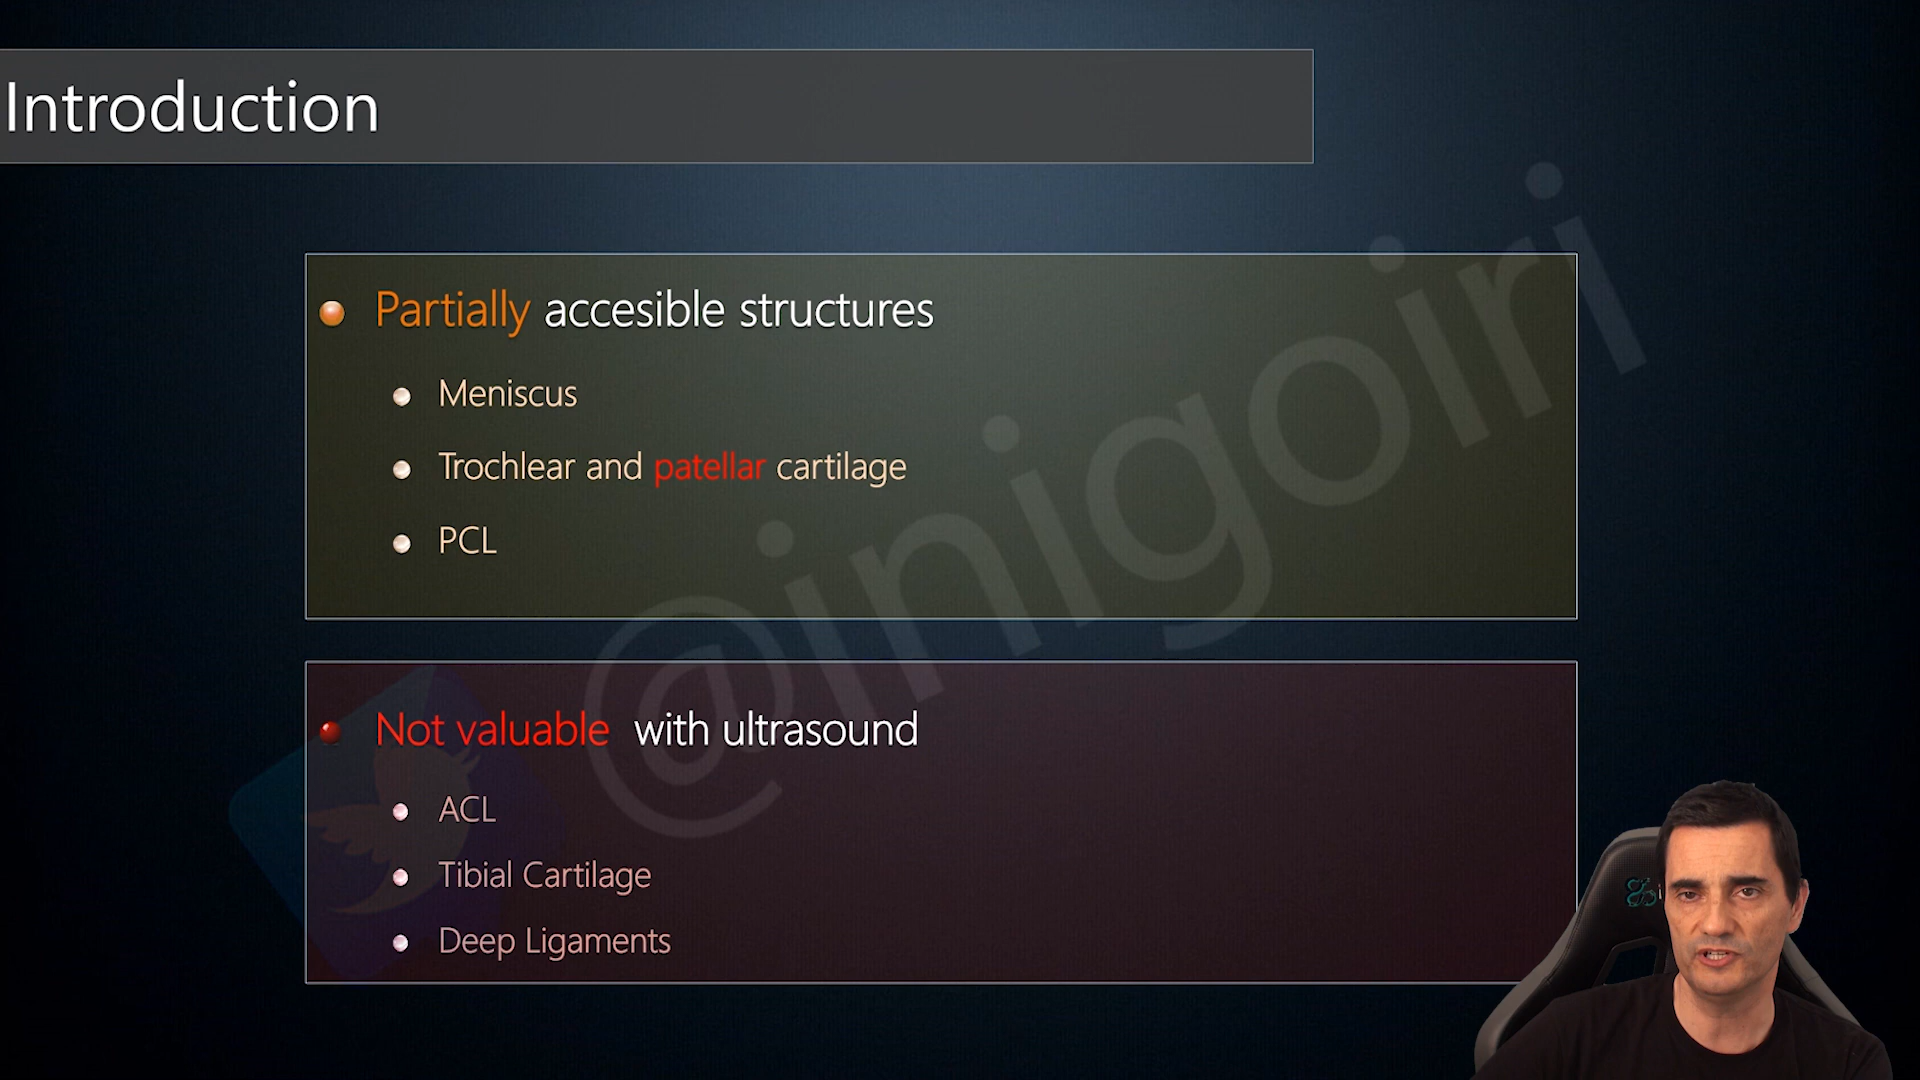 Introduction
Partially accesible structures
Meniscus
Trochlear and patellar cartilage
PCL
@inigoiri
Not valuable with ultrasound
ACL
Tibial Cartilage
Deep Ligaments